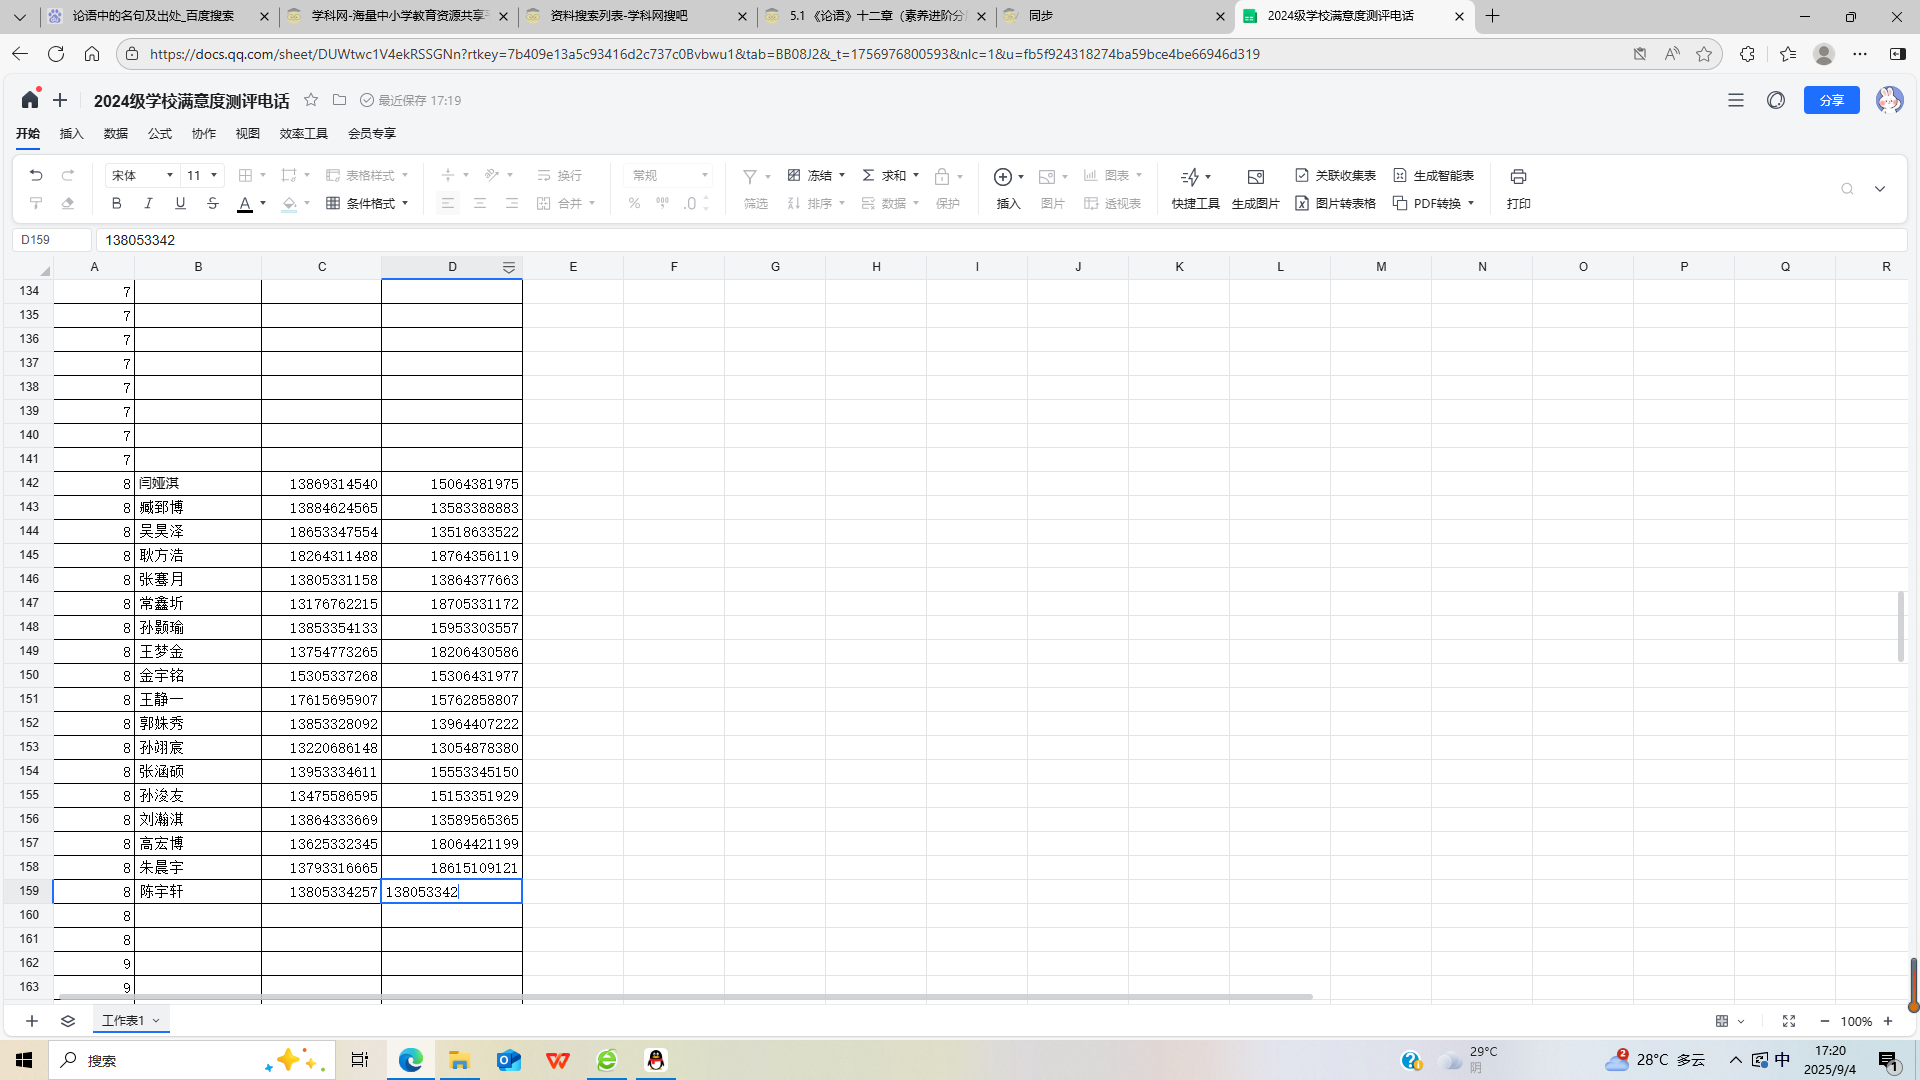 论语中的名句及出处_百度搜索
学科网-海量中小学教育资源共享平
资料搜索列表-学科网搜吧
5.1 《论语》十二章（素养进阶分
同步
2024级学校满意度测评电话
https://docs.qq.com/sheet/DUWtwc1V4ekRSSGNn?rtkey=7b409e13a5c93416d2c737c0Bvbwu1&tab=BB08J2&_t=1756976800593&nlc=1&u=fb5f924318274ba59bce4be66946d319
2024级学校满意度测评电话 最近保存 17:19 分享
开始 插入 数据 公式 协作 视图 效率工具 会员专享
宋体 11 表格样式 换行 常规 冻结 求和 图表 关联收集表 生成智能表
B I U S A 条件格式 合并 % .0 筛选 排序 数据 保护 插入 图片 透视表 快捷工具 生成图片 图片转表格 PDF转换 打印
D159 138053342
A B C D E F G H I J K L M N O P Q R
134 7
135 7
136 7
137 7
138 7
139 7
140 7
141 7
142 8 闫娅淇 13869314540 15064381975
143 8 臧郅博 13884624565 13583388883
144 8 吴昊泽 18653347554 13518633522
145 8 耿方浩 18264311488 18764356119
146 8 张骞月 13805331158 13864377663
147 8 常鑫圻 13176762215 18705331172
148 8 孙颢瑜 13853354133 15953303557
149 8 王梦金 13754773265 18206430586
150 8 金宇铭 15305337268 15306431977
151 8 王静一 17615695907 15762858807
152 8 郭姝秀 13853328092 13964407222
153 8 孙翊宸 13220686148 13054878380
154 8 张涵硕 13953334611 15553345150
155 8 孙浚友 13475586595 15153351929
156 8 刘瀚淇 13864333669 13589565365
157 8 高宏博 13625332345 18064421199
158 8 朱晨宇 13793316665 18615109121
159 8 陈宇轩 13805334257 138053342
160 8
161 8
162 9
163 9
工作表1 100%
搜索
29°C
阴
2
28°C 多云
中
17:20
2025/9/4
1